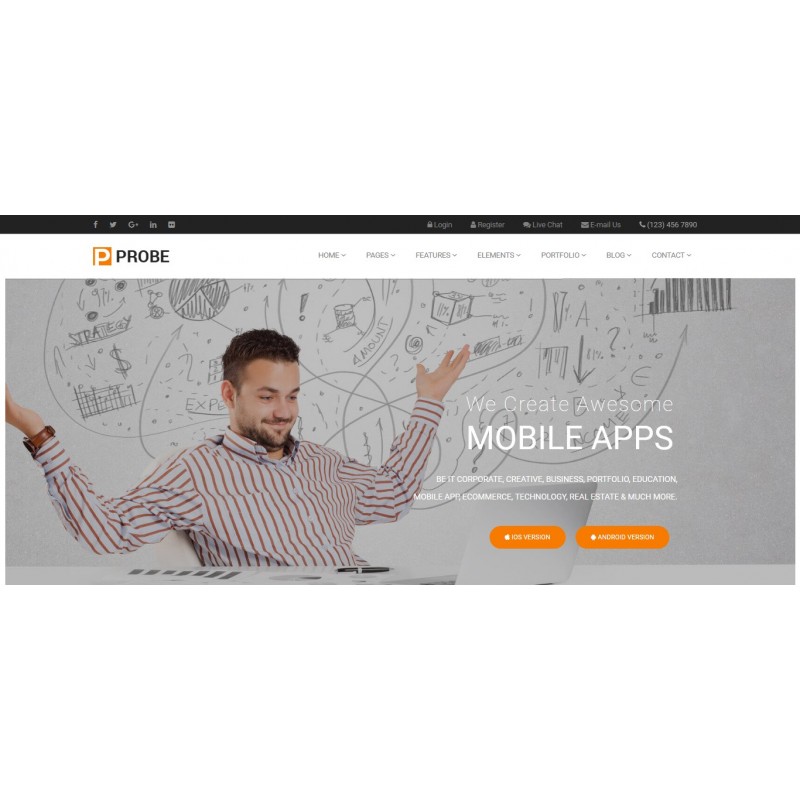 Login Register Live Chat E-mail Us (123) 456 7890
P PROBE HOME PAGES FEATURES ELEMENTS PORTFOLIO BLOG CONTACT
STRATEGY
AMOUNT
We Create Awesome
MOBILE APPS
BE IT CORPORATE, CREATIVE, BUSINESS, PORTFOLIO, EDUCATION,
MOBILE APP, ECOMMERCE, TECHNOLOGY, REAL ESTATE & MUCH MORE.
IOS VERSION ANDROID VERSION